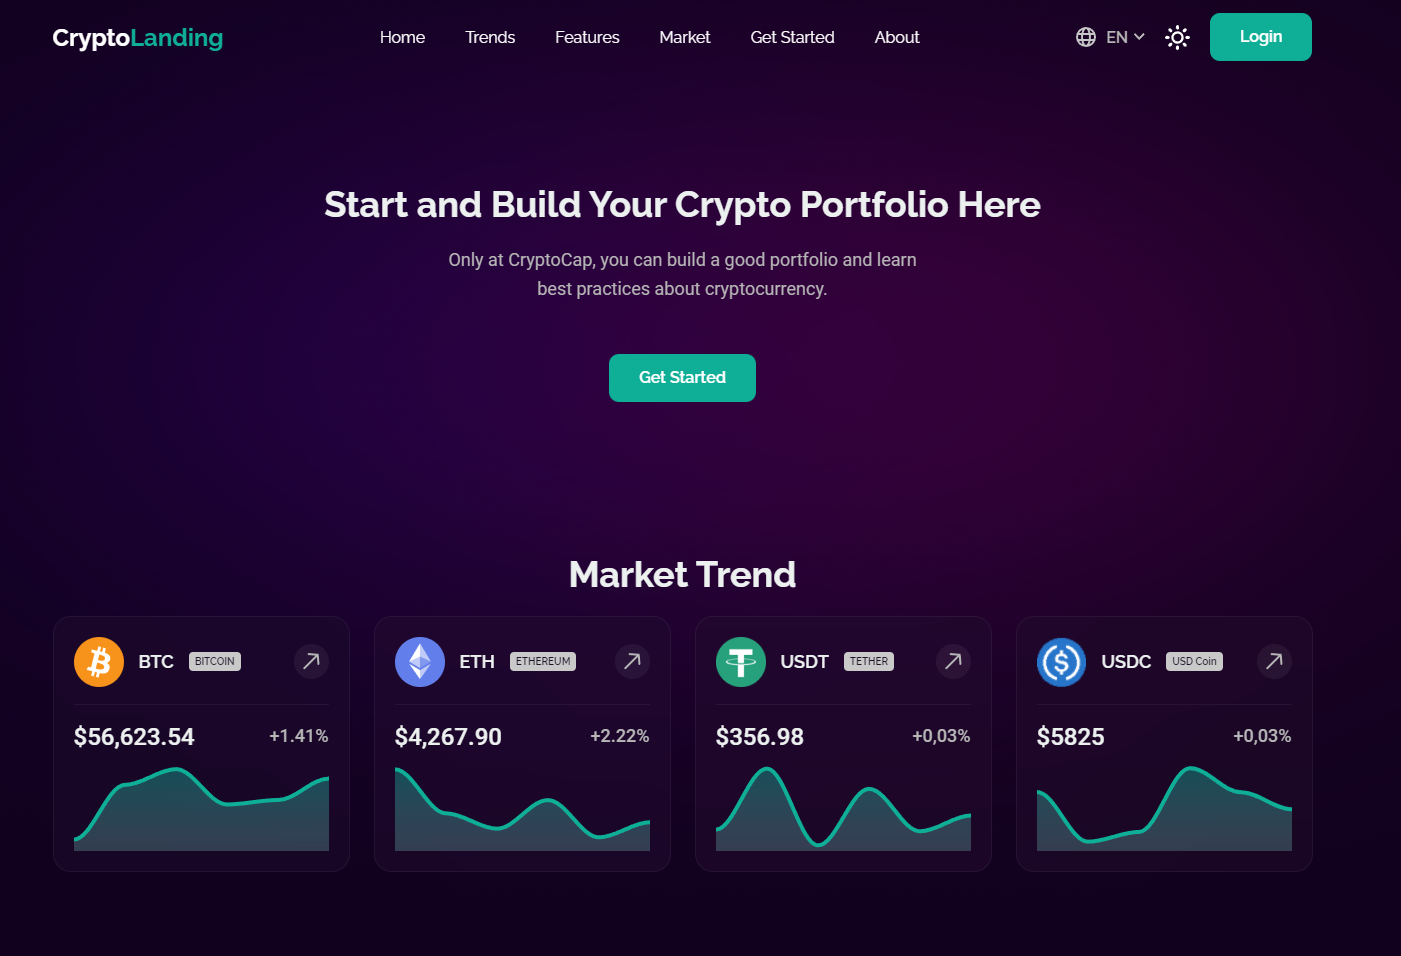 CryptoLanding Home Trends Features Market Get Started About EN Login
Start and Build Your Crypto Portfolio Here
Only at CryptoCap, you can build a good portfolio and learn
best practices about cryptocurrency.
Get Started
Market Trend
BTC BITCOIN
$56,623.54 +1.41%
ETH ETHEREUM
$4,267.90 +2.22%
USDT TETHER
$356.98 +0,03%
USDC USD Coin
$5825 +0,03%